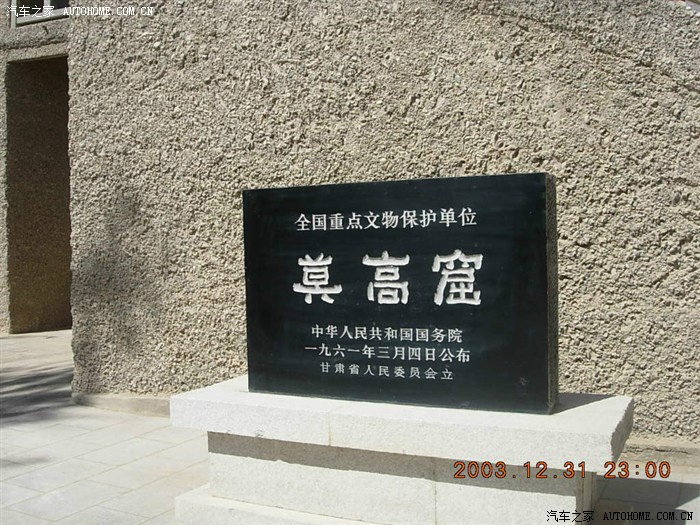 汽车之家 AUTOHOME.COM.CN
全国重点文物保护单位
莫高窟
中华人民共和国国务院
一九六一年三月四日公布
甘肃省人民委员会立
2003.12.31 23:00
汽车之家 AUTOHOME.COM.CN